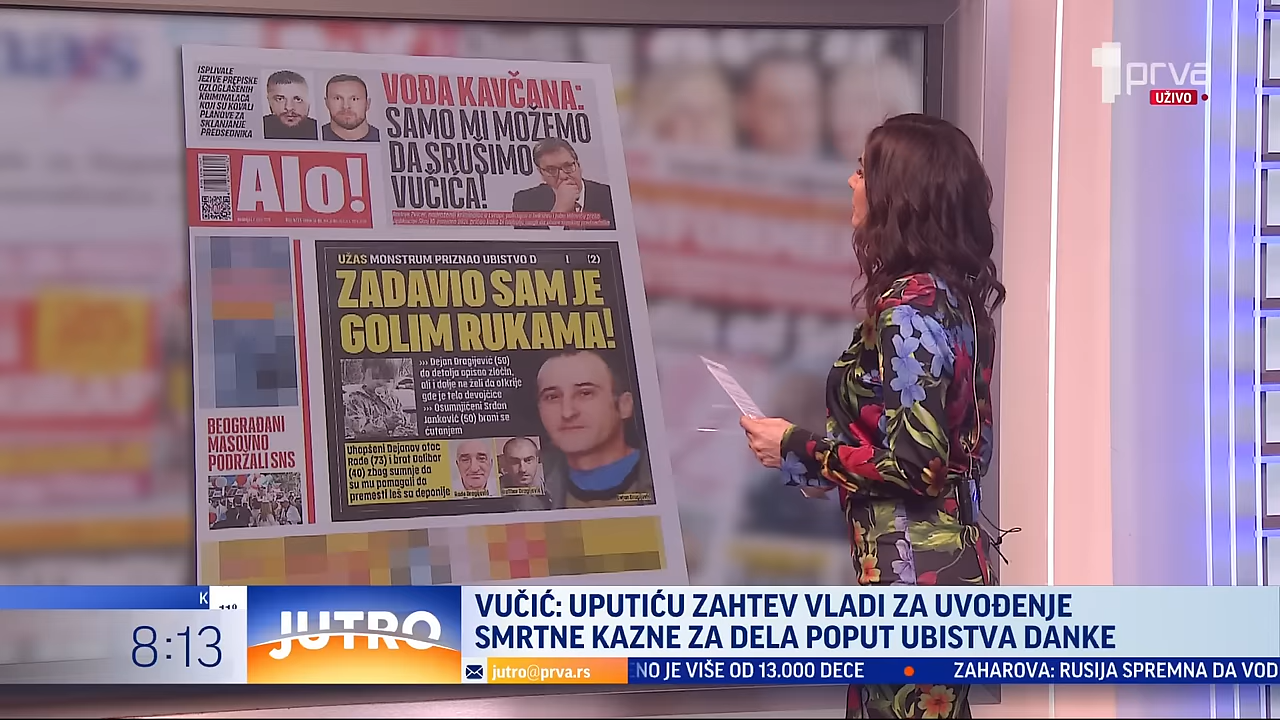 ISPLIVALE
JEZIVE PREPISKE
OZLOGLAŠENIH
KRIMINALACA
KOJI SU KOVALI
PLANOVE ZA
SKLANJANJE
PREDSEDNIKA
VOĐA KAVČANA:
SAMO MI MOŽEMO
DA SRUŠIMO
VUČIĆA!
Alo!
UŽAS MONSTRUM PRIZNAO UBISTVO D I (2)
ZADAVIO SAM JE
GOLIM RUKAMA!
››› Dejan Dragijević (50)
do detalja opisao zločin,
ali i dalje ne želi da otkrije
gde je telo devojčice
››› Osumnjičeni Srđan
Janković (50) brani se
ćutanjem
Uhapšeni Dejanov otac
Rade (73) i brat Dalibor
(40) zbog sumnje da
su mu pomagali da
premesti leš sa deponije
BEOGRAĐANI
MASOVNO
PODRŽALI SNS
1prva
UŽIVO
K
11°
8:13
JUTRO
VUČIĆ: UPUTIĆU ZAHTEV VLADI ZA UVOĐENJE
SMRTNE KAZNE ZA DELA POPUT UBISTVA DANKE
jutro@prva.rs
ENO JE VIŠE OD 13.000 DECE • ZAHAROVA: RUSIJA SPREMNA DA VOD